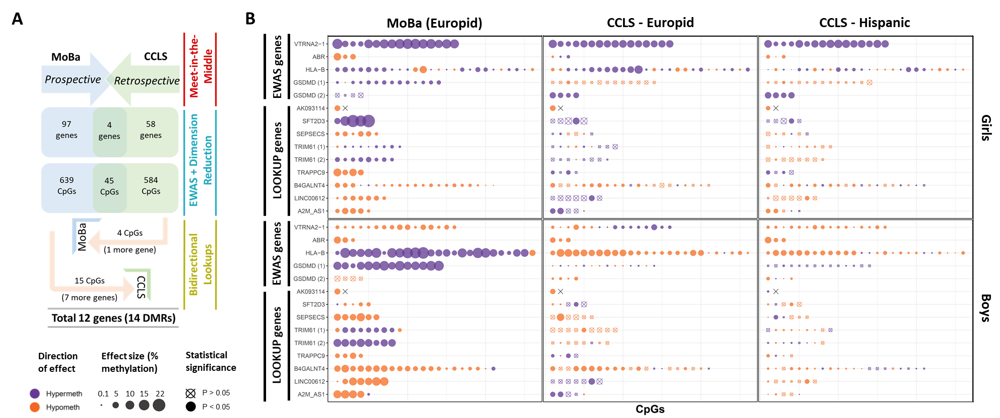 A
MoBa
CCLS
Prospective
Retrospective
Meet-in-the-
Middle
97
genes
4
genes
58
genes
639
CpGs
45
CpGs
584
CpGs
EWAS + Dimension
Reduction
MoBa
4 CpGs
(1 more gene)
15 CpGs
(7 more genes)
CCLS
Bidirectional
Lookups
Total 12 genes (14 DMRs)
Direction
of effect
Hypermeth
Hypometh
Effect size (%
methylation)
0.1 5 10 15 22
Statistical
significance
P > 0.05
P < 0.05
B
MoBa (Europid)
CCLS - Europid
CCLS - Hispanic
EWAS genes
VTRNA2−1
ABR
HLA−B
GSDMD (1)
GSDMD (2)
LOOKUP genes
AK093114
SFT2D3
SEPSECS
TRIM61 (1)
TRIM61 (2)
TRAPPC9
B4GALNT4
LINC00612
A2M_AS1
Girls
EWAS genes
VTRNA2−1
ABR
HLA−B
GSDMD (1)
GSDMD (2)
LOOKUP genes
AK093114
SFT2D3
SEPSECS
TRIM61 (1)
TRIM61 (2)
TRAPPC9
B4GALNT4
LINC00612
A2M_AS1
Boys
CpGs